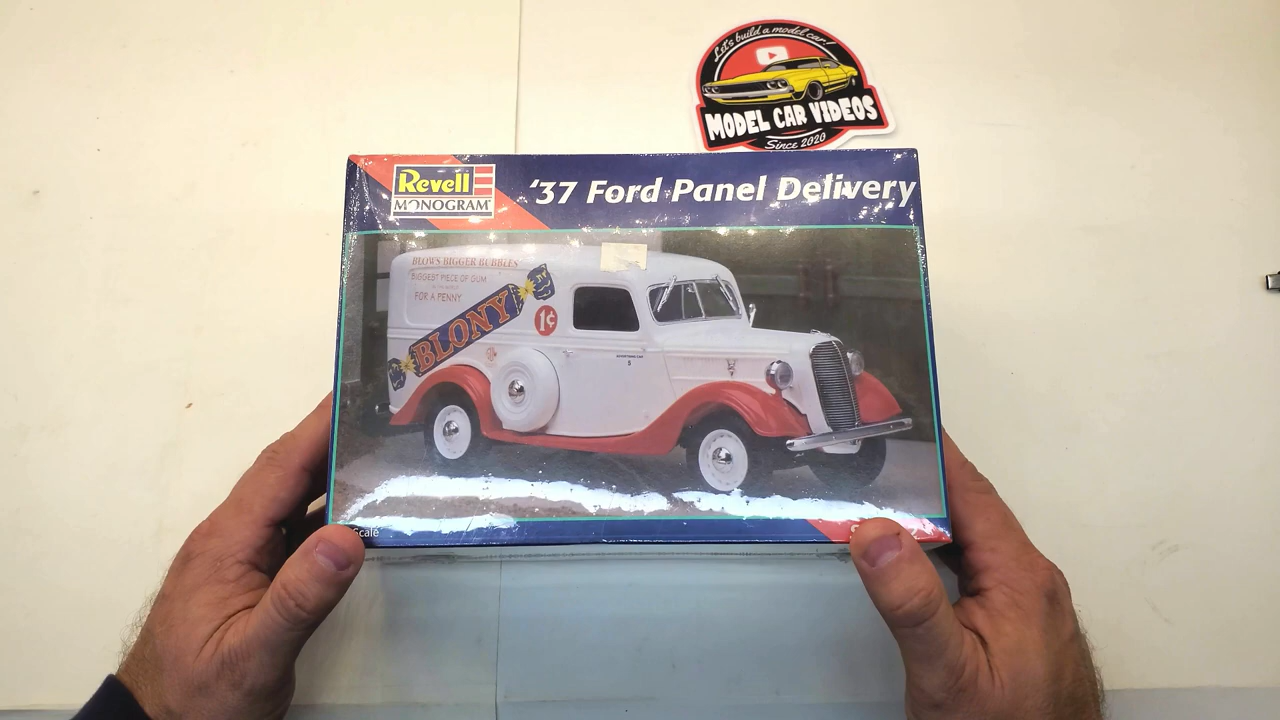 Let's build a model car!
MODEL CAR VIDEOS
Since 2020
Revell
MONOGRAM
'37 Ford Panel Delivery
BLOWS BIGGER BUBBLES
BIGGEST PIECE OF GUM
FOR A PENNY
BLONY
1¢
Scale